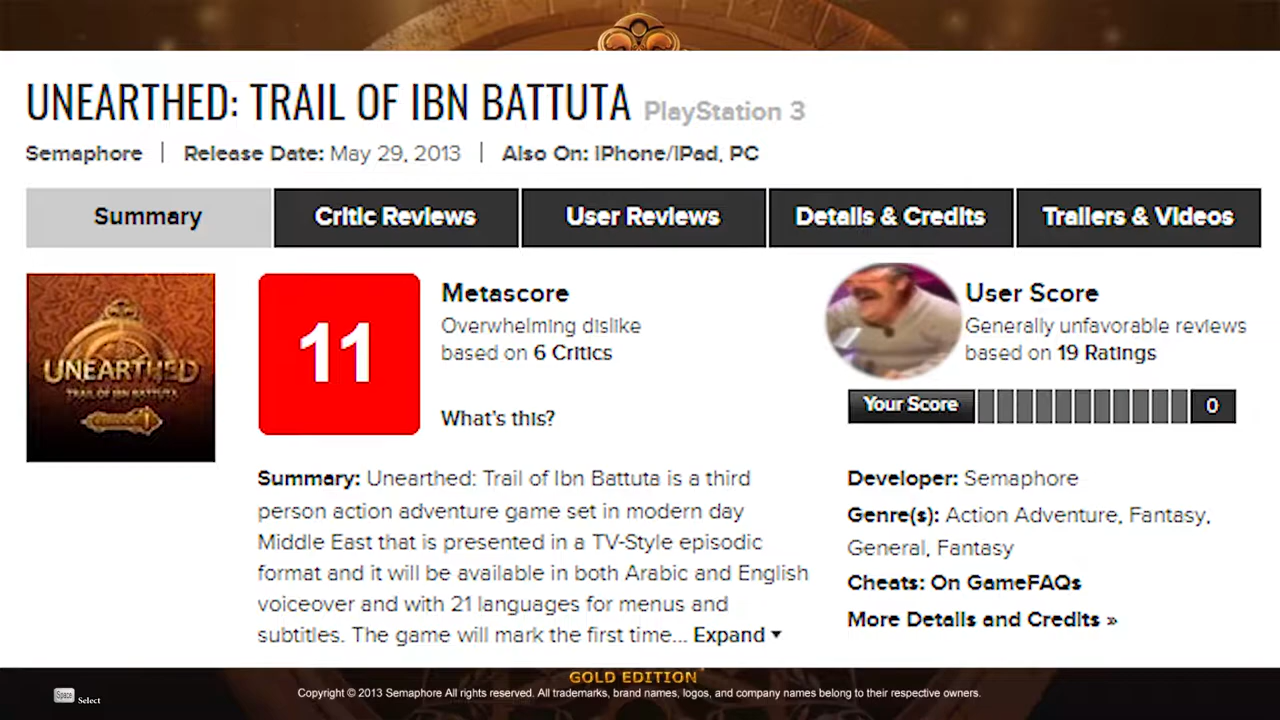 UNEARTHED: TRAIL OF IBN BATTUTA PlayStation 3
Semaphore | Release Date: May 29, 2013 | Also On: iPhone/iPad, PC
Summary Critic Reviews User Reviews Details & Credits Trailers & Videos
UNEARTHED
TRAIL OF IBN BATTUTA
EPISODE 1
11
Metascore
Overwhelming dislike
based on 6 Critics
What's this?
User Score
Generally unfavorable reviews
based on 19 Ratings
Your Score 0
Summary: Unearthed: Trail of Ibn Battuta is a third
person action adventure game set in modern day
Middle East that is presented in a TV-Style episodic
format and it will be available in both Arabic and English
voiceover and with 21 languages for menus and
subtitles. The game will mark the first time... Expand ▾
Developer: Semaphore
Genre(s): Action Adventure, Fantasy,
General, Fantasy
Cheats: On GameFAQs
More Details and Credits »
GOLD EDITION
Space Select
Copyright © 2013 Semaphore All rights reserved. All trademarks, brand names, logos, and company names belong to their respective owners.